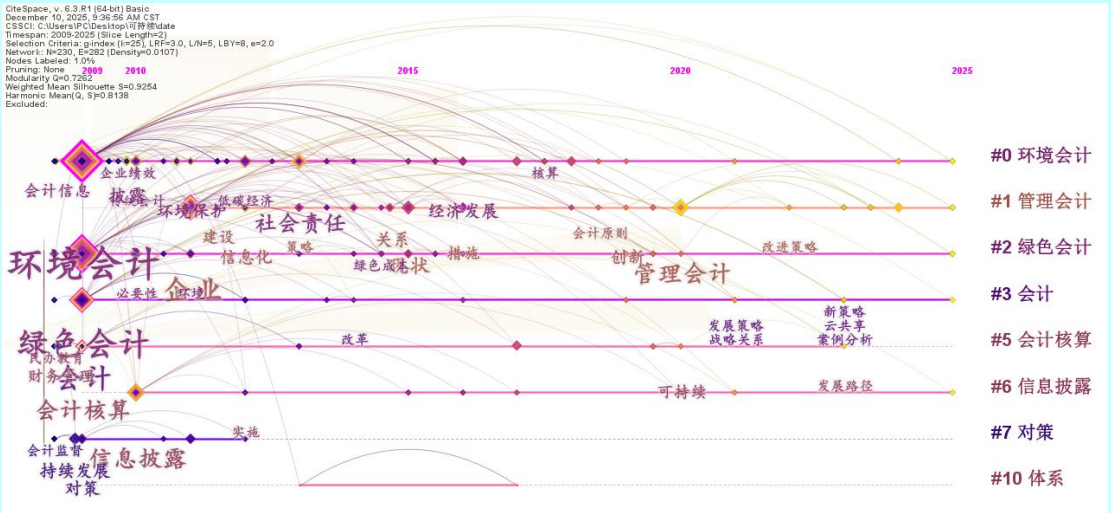 CiteSpace, v. 6.3.R1 (64-bit) Basic
December 10, 2025, 9:36:56 AM CST
CSSCI: C:\Users\PC\Desktop\可持续\date
Timespan: 2009-2025 (Slice Length=2)
Selection Criteria: g-index (k=25), LRF=3.0, L/N=5, LBY=8, e=2.0
Network: N=230, E=282 (Density=0.0107)
Nodes Labeled: 1.0%
Pruning: None
Modularity Q=0.7262
Weighted Mean Silhouette S=0.9254
Harmonic Mean(Q, S)=0.8138
Excluded:
2009 2010 2015 2020 2025
#0 环境会计
企业绩效
核算
会计信息
披露
低碳经济
#1 管理会计
环境保护
社会责任
经济发展
建设
关系
会计原则
信息化
策略
措施
改进策略
#2 绿色会计
环境会计
绿色成本
现状
创新
管理会计
企业
必要性
环境
#3 会计
新策略
发展策略
云共享
绿色会计
改革
战略关系
案例分析
#5 会计核算
民办教育
财务管理
会计
#6 信息披露
发展路径
可持续
会计核算
#7 对策
实施
会计监督
信息披露
持续发展
对策
#10 体系